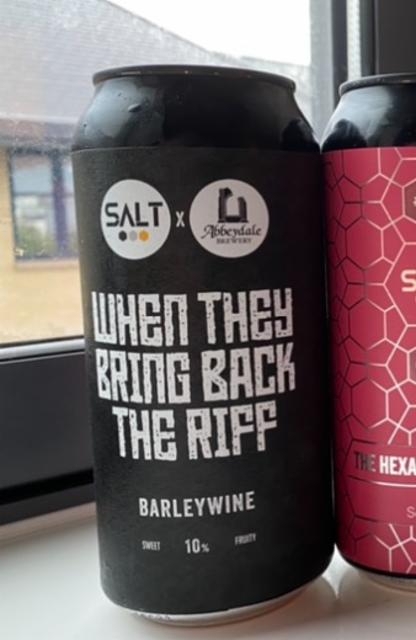 SALT X Abbeydale
BREWERY
WHEN THEY
BRING BACK
THE RIFF
BARLEYWINE
SWEET 10% FRUITY
THE HEXA